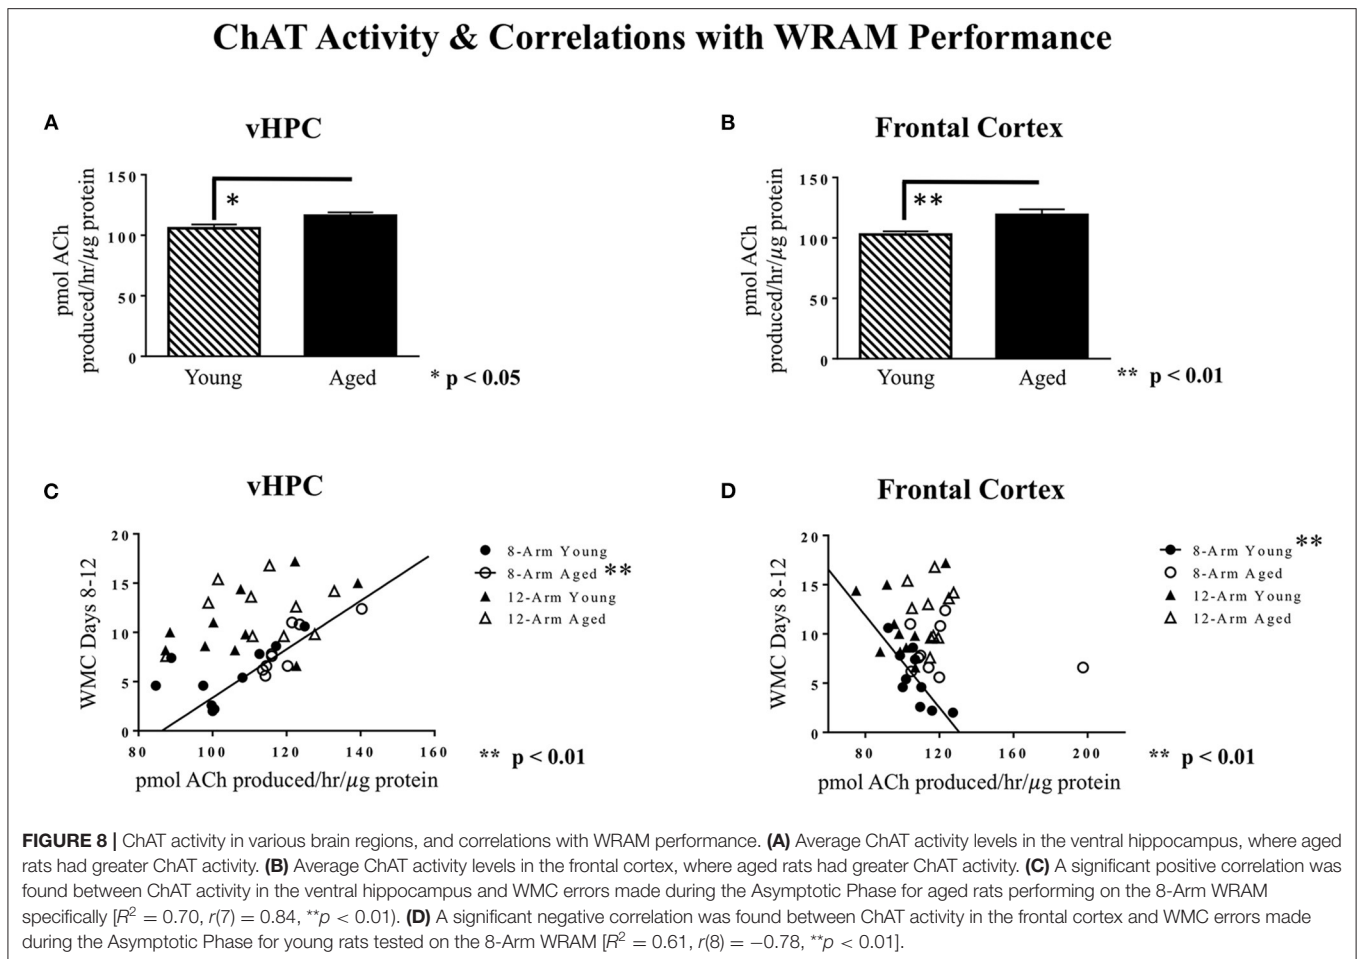 ChAT Activity & Correlations with WRAM Performance
A
vHPC
pmol ACh
produced/hr/μg protein
150
100
50
0
*
Young
Aged
* p < 0.05
B
Frontal Cortex
pmol ACh
produced/hr/μg protein
150
100
50
0
**
Young
Aged
** p < 0.01
C
vHPC
WMC Days 8-12
20
15
10
5
0
80 100 120 140 160
pmol ACh produced/hr/μg protein
8-Arm Young
8-Arm Aged **
12-Arm Young
12-Arm Aged
** p < 0.01
D
Frontal Cortex
WMC Days 8-12
20
15
10
5
0
80 120 160 200
pmol ACh produced/hr/μg protein
8-Arm Young **
8-Arm Aged
12-Arm Young
12-Arm Aged
** p < 0.01
FIGURE 8 | ChAT activity in various brain regions, and correlations with WRAM performance. (A) Average ChAT activity levels in the ventral hippocampus, where aged
rats had greater ChAT activity. (B) Average ChAT activity levels in the frontal cortex, where aged rats had greater ChAT activity. (C) A significant positive correlation was
found between ChAT activity in the ventral hippocampus and WMC errors made during the Asymptotic Phase for aged rats performing on the 8-Arm WRAM
specifically [R² = 0.70, r(7) = 0.84, **p < 0.01). (D) A significant negative correlation was found between ChAT activity in the frontal cortex and WMC errors made
during the Asymptotic Phase for young rats tested on the 8-Arm WRAM [R² = 0.61, r(8) = −0.78, **p < 0.01].